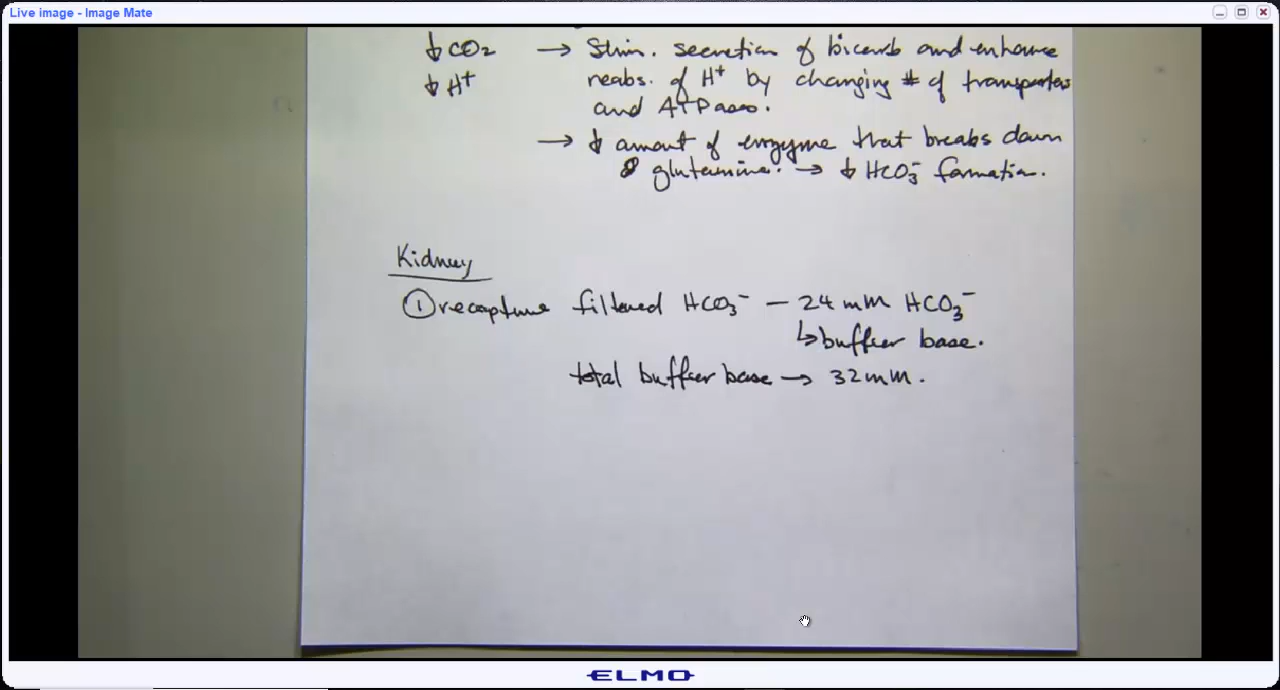 Live image - Image Mate
↓CO2 → Stim. secretion of bicarb and enhance
↓H+ reabs. of H+ by changing # of transporters
and ATPases.
→ ↓ amount of enzyme that breaks down
glutamine. → ↓ HCO3- formation.
Kidney
① recapture filtered HCO3- – 24 mM HCO3-
↳buffer base.
total buffer base → 32 mM.
ELMO